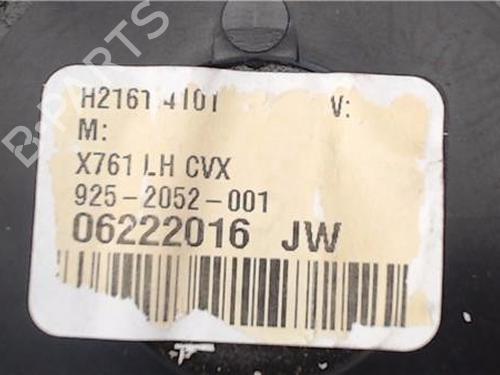 B-PARTS
H2161 4101 V:
M:
X761 LH CVX
925-2052-001
06222016 JW